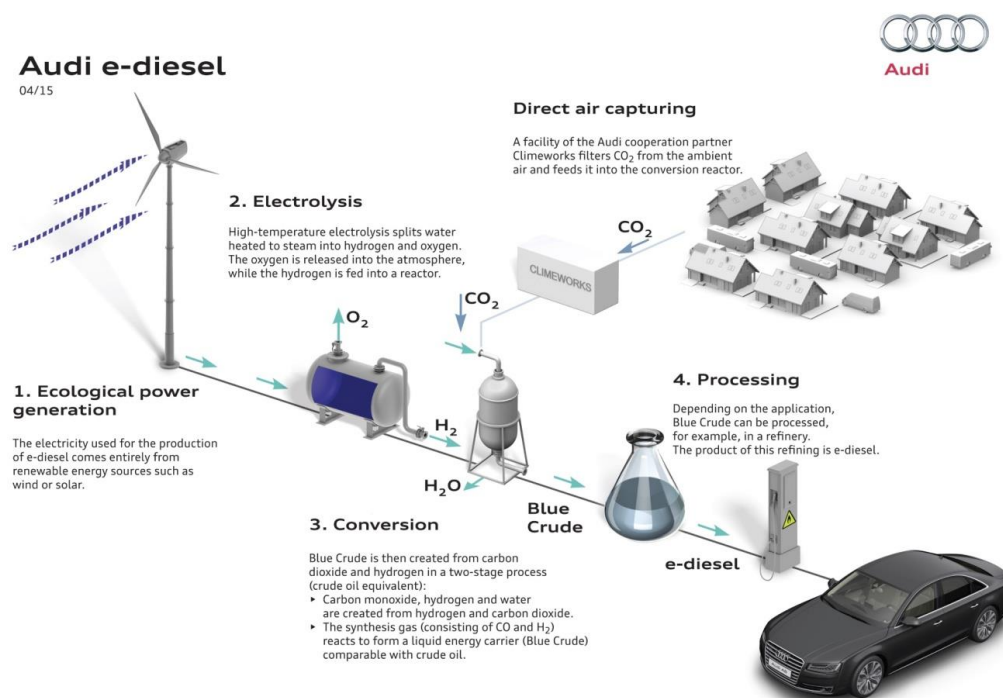 Audi e-diesel
04/15
Audi
Direct air capturing
A facility of the Audi cooperation partner
Climeworks filters CO₂ from the ambient
air and feeds it into the conversion reactor.
2. Electrolysis
High-temperature electrolysis splits water
heated to steam into hydrogen and oxygen.
The oxygen is released into the atmosphere,
while the hydrogen is fed into a reactor.
CO₂
CLIMEWORKS
CO₂
O₂
1. Ecological power
generation
The electricity used for the production
of e-diesel comes entirely from
renewable energy sources such as
wind or solar.
H₂
H₂O
4. Processing
Depending on the application,
Blue Crude can be processed,
for example, in a refinery.
The product of this refining is e-diesel.
Blue
Crude
e-diesel
3. Conversion
Blue Crude is then created from carbon
dioxide and hydrogen in a two-stage process
(crude oil equivalent):
▸ Carbon monoxide, hydrogen and water
are created from hydrogen and carbon dioxide.
▸ The synthesis gas (consisting of CO and H₂)
reacts to form a liquid energy carrier (Blue Crude)
comparable with crude oil.